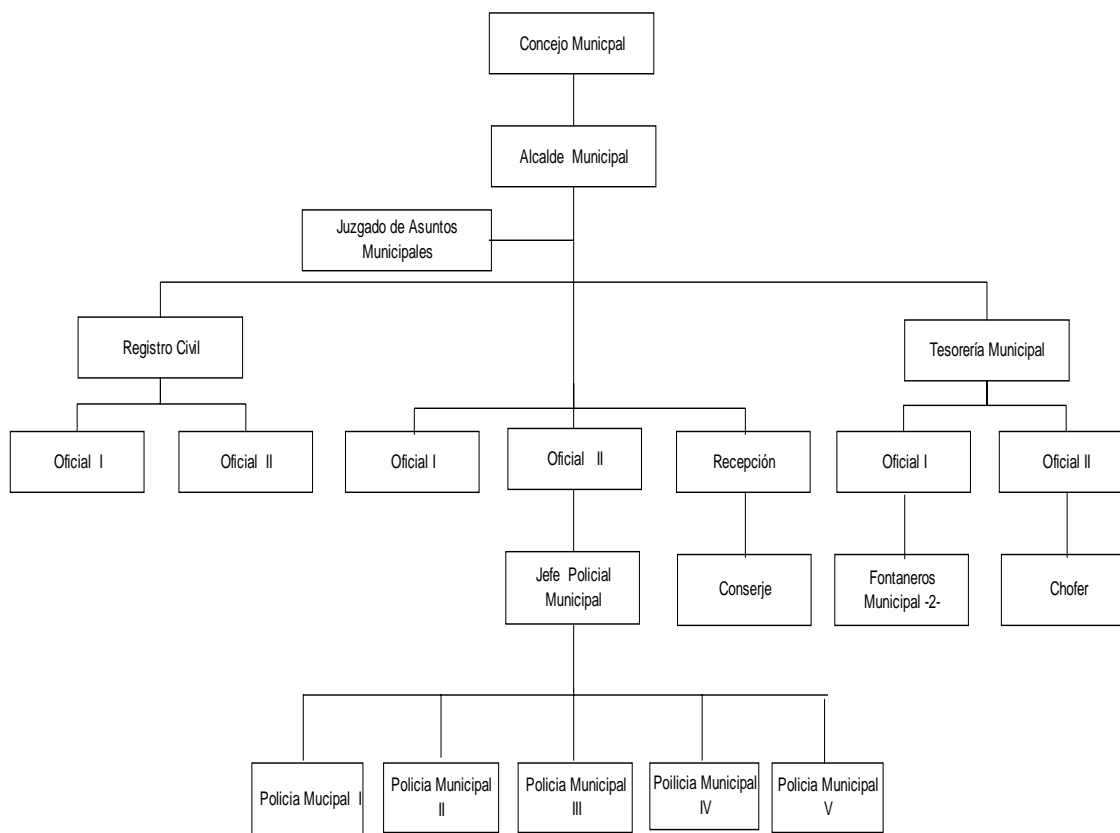 Concejo Municpal
Alcalde Municipal
Juzgado de Asuntos
Municipales
Registro Civil
Tesorería Municipal
Oficial I
Oficial II
Oficial I
Oficial II
Recepción
Oficial I
Oficial II
Jefe Policial
Municipal
Conserje
Fontaneros
Municipal -2-
Chofer
Policia Mucipal I
Policia Municipal
II
Policia Municipal
III
Poilicia Municipal
IV
Policia Municipal
V